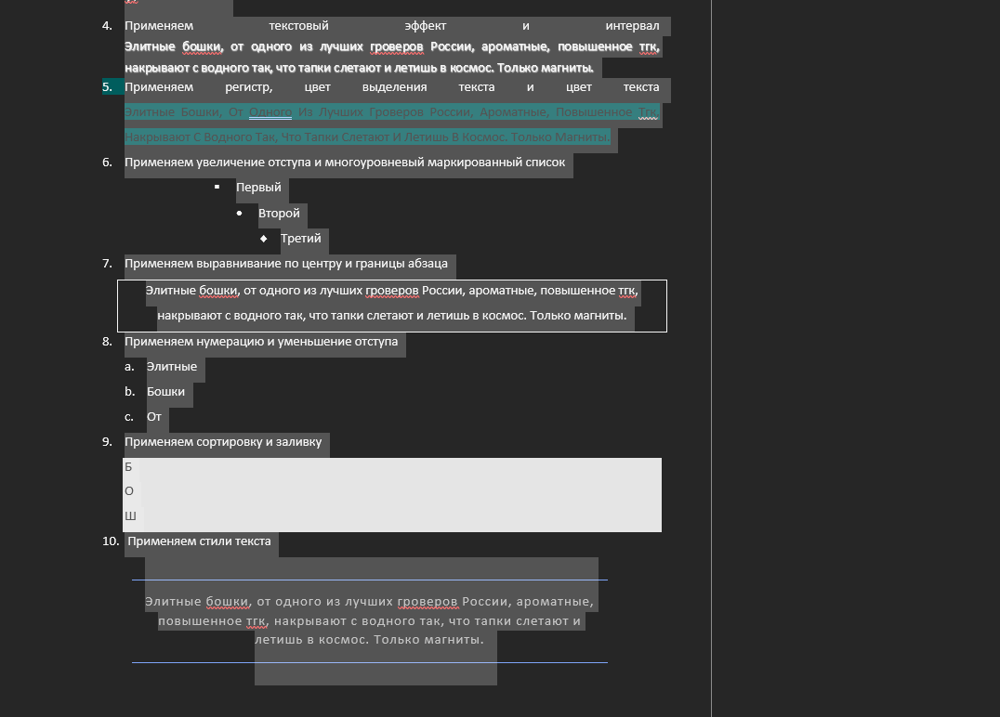 4. Применяем текстовый эффект и интервал
Элитные бошки, от одного из лучших гроверов России, ароматные, повышенное тгк,
накрывают с водного так, что тапки слетают и летишь в космос. Только магниты.
5. Применяем регистр, цвет выделения текста и цвет текста
Элитные Бошки, От Одного Из Лучших Гроверов России, Ароматные, Повышенное Тгк,
Накрывают С Водного Так, Что Тапки Слетают И Летишь В Космос. Только Магниты.
6. Применяем увеличение отступа и многоуровневый маркированный список
▪ Первый
• Второй
◆ Третий
7. Применяем выравнивание по центру и границы абзаца
Элитные бошки, от одного из лучших гроверов России, ароматные, повышенное тгк,
накрывают с водного так, что тапки слетают и летишь в космос. Только магниты.
8. Применяем нумерацию и уменьшение отступа
a. Элитные
b. Бошки
c. От
9. Применяем сортировку и заливку
Б
О
Ш
10. Применяем стили текста
Элитные бошки, от одного из лучших гроверов России, ароматные,
повышенное тгк, накрывают с водного так, что тапки слетают и
летишь в космос. Только магниты.